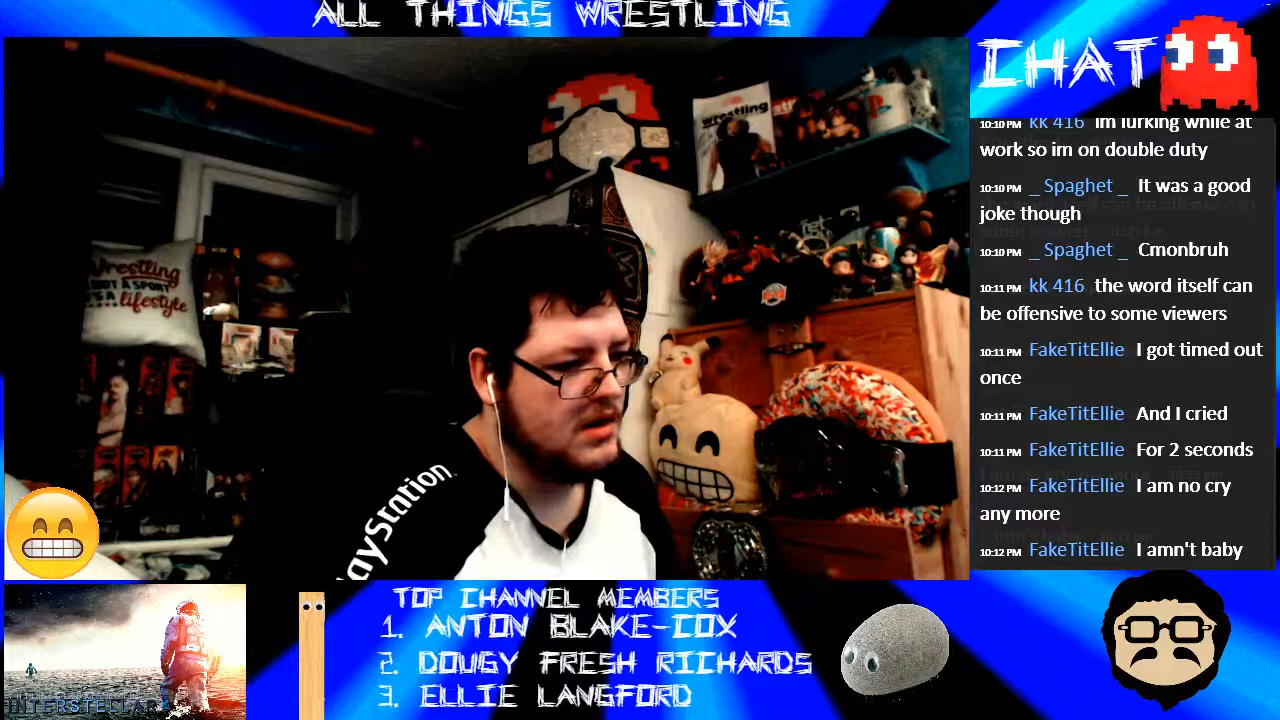 ALL THINGS WRESTLING
CHAT
10:10 PM kk 416 im lurking while at
work so im on double duty
10:10 PM _ Spaghet _ It was a good
joke though
10:10 PM _ Spaghet _ Cmonbruh
10:11 PM kk 416 the word itself can
be offensive to some viewers
10:11 PM FakeTitEllie I got timed out
once
10:11 PM FakeTitEllie And I cried
10:11 PM FakeTitEllie For 2 seconds
10:12 PM FakeTitEllie I am no cry
any more
10:12 PM FakeTitEllie I amn't baby
wrestling
Wrestling
NOT A SPORT
IT'S A lifestyle
PlayStation
INTERSTELLAR
TOP CHANNEL MEMBERS
1. ANTON BLAKE-COX
2. DOUGY FRESH RICHARDS
3. ELLIE LANGFORD